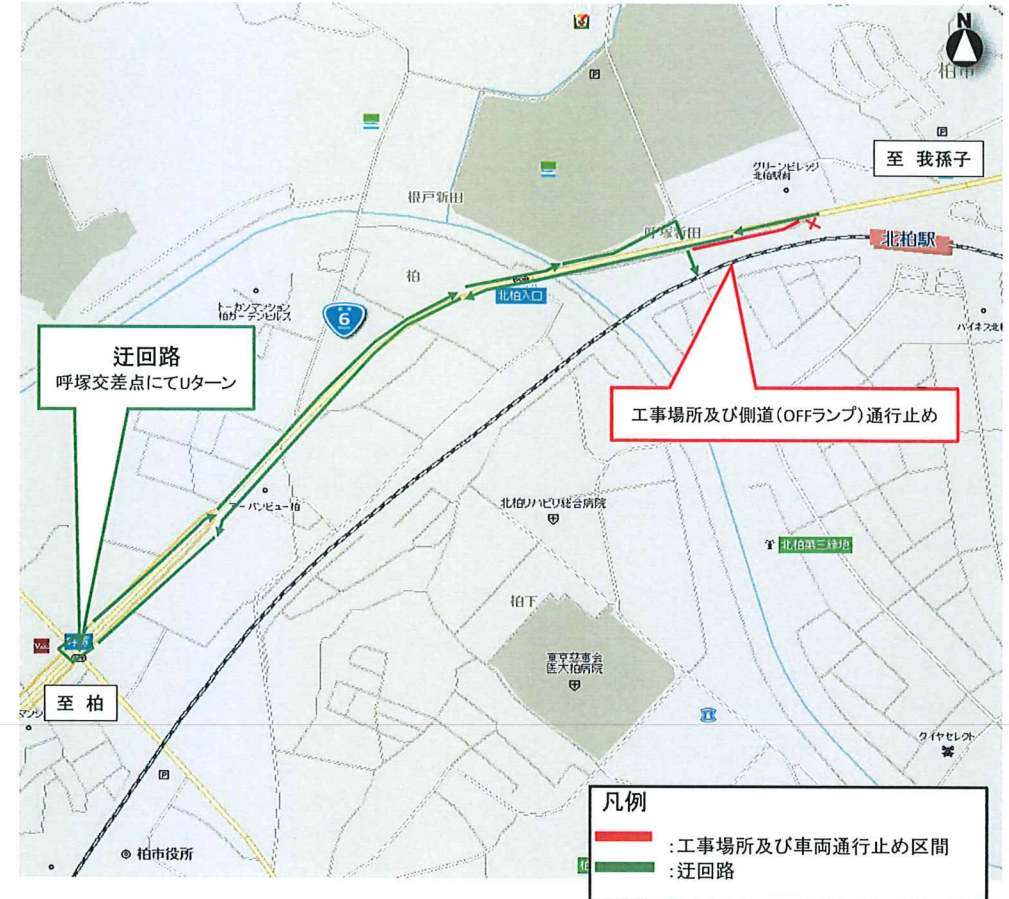 N
柏市
至 我孫子
グリーンビレッジ
北柏駅前
根戸新田
呼塚新田
北柏駅
柏
北柏入口
トーカンマンション
柏ガーデンヒルズ
6
迂回路
呼塚交差点にてUターン
工事場所及び側道(OFFランプ)通行止め
アーバンビュー柏
北柏リハビリ総合病院
北柏第三緑地
柏下
東京慈恵会
医大柏病院
至 柏
P
P
P
ダイヤセレクト
柏市役所
凡例
:工事場所及び車両通行止め区間
:迂回路